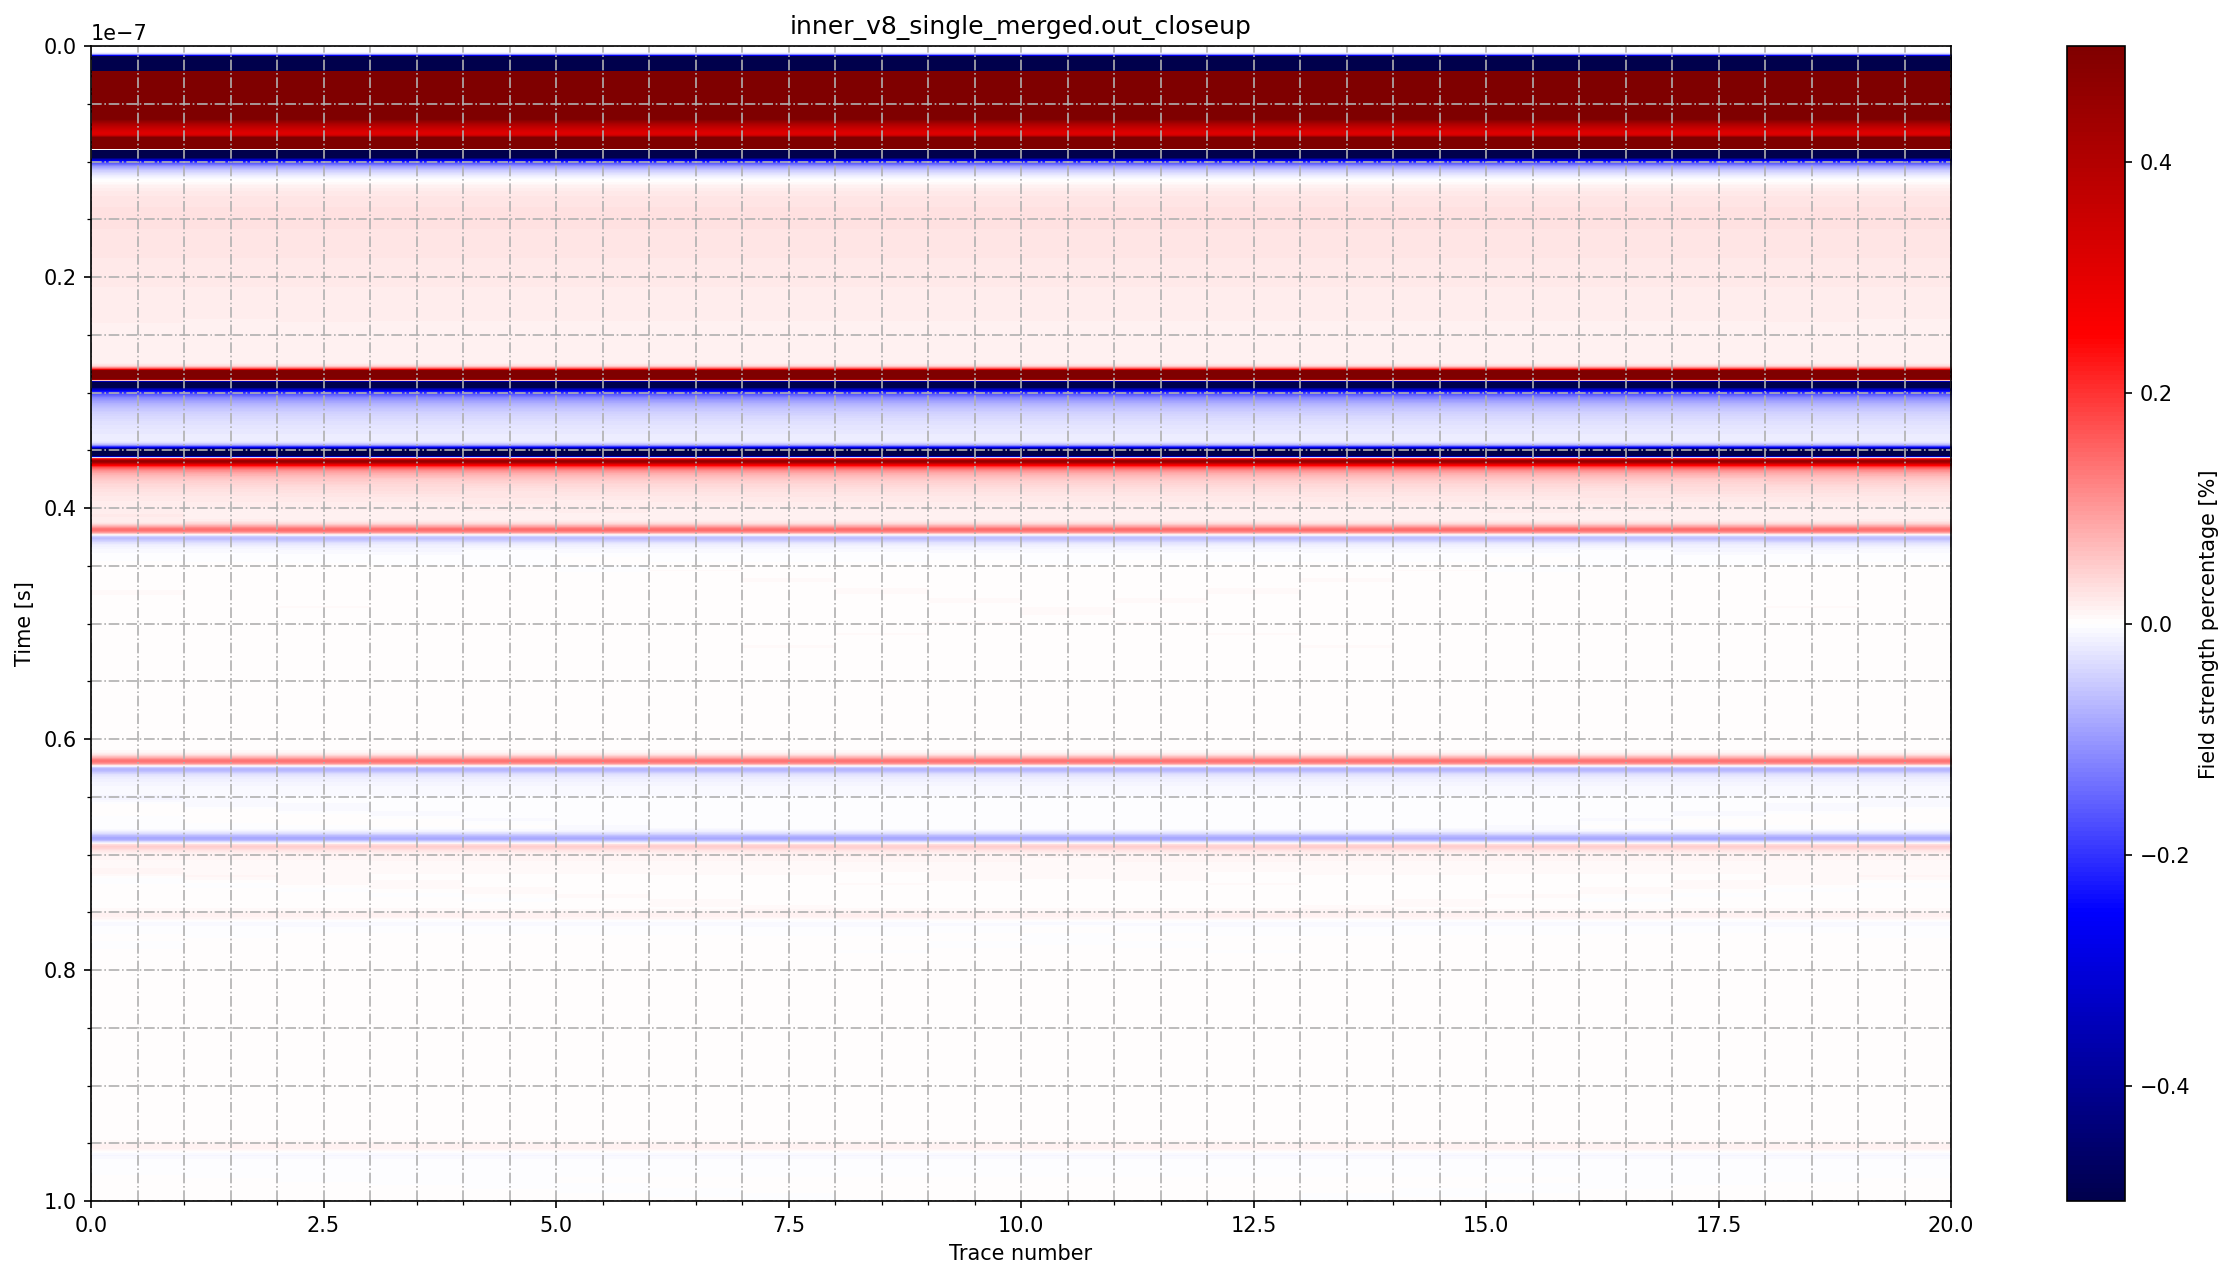 inner_v8_single_merged.out_closeup
1e−7
0.0
0.2
0.4
0.6
0.8
1.0
Time [s]
0.0 2.5 5.0 7.5 10.0 12.5 15.0 17.5 20.0
Trace number
0.4
0.2
0.0
−0.2
−0.4
Field strength percentage [%]